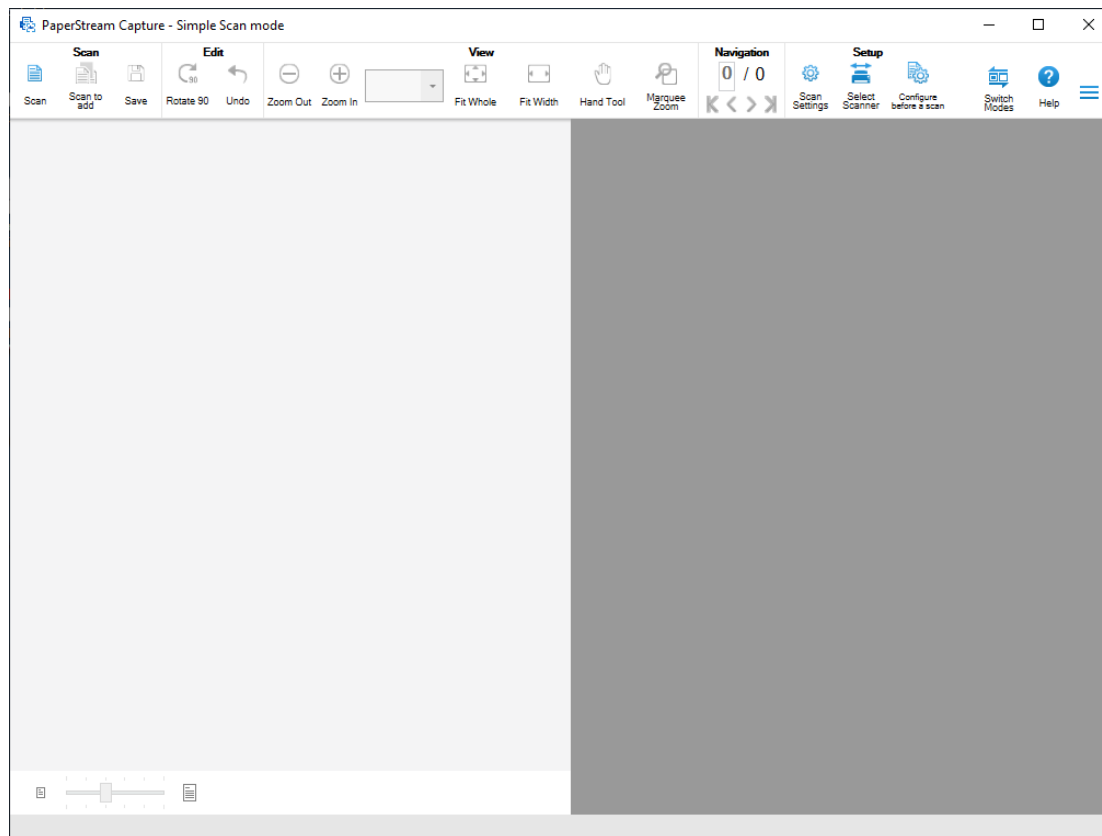 PaperStream Capture - Simple Scan mode
Scan Edit View Navigation Setup
90
0 / 0
Scan
Scan to
add
Save
Rotate 90
Undo
Zoom Out
Zoom In
Fit Whole
Fit Width
Hand Tool
Marquee
Zoom
Scan
Settings
Select
Scanner
Configure
before a scan
Switch
Modes
?
Help